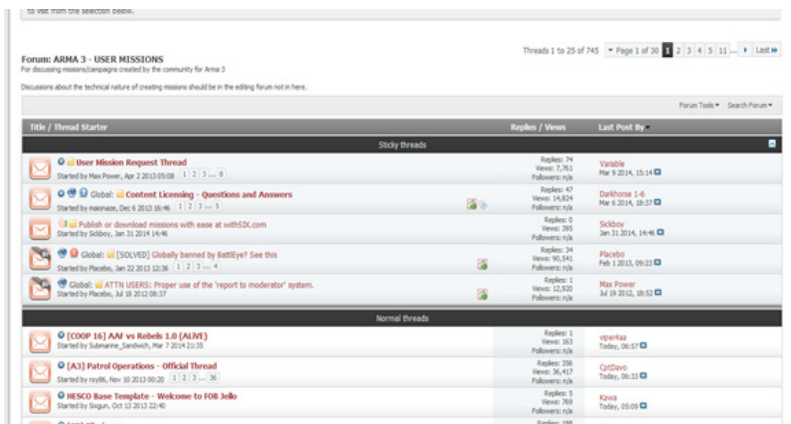 to visit from the selection below.
Threads 1 to 25 of 745 Page 1 of 30 1 2 3 4 5 11 ... Last
Forum: ARMA 3 - USER MISSIONS
For discussing missions/campaigns created by the community for Arma 3
Discussions about the technical nature of creating missions should be in the editing forum not in here.
Forum Tools Search Forum
Title / Thread Starter Replies / Views Last Post By
Sticky threads
User Mission Request Thread
Started by Max Power, Apr 2 2013 05:08 1 2 3 ... 8
Replies: 74
Views: 7,761
Followers: n/a
Variable
Mar 9 2014, 15:14
Global: Content Licensing - Questions and Answers
Started by maionaze, Dec 6 2013 16:46 1 2 3 ... 5
Replies: 47
Views: 14,824
Followers: n/a
Darkhorse 1-6
Mar 6 2014, 18:37
Publish or download missions with ease at withSIX.com
Started by Sickboy, Jan 31 2014 14:46
Replies: 0
Views: 395
Followers: n/a
Sickboy
Jan 31 2014, 14:46
Global: [SOLVED] Globally banned by BattlEye? See this
Started by Placebo, Jan 22 2013 12:36 1 2 3 ... 4
Replies: 34
Views: 90,541
Followers: n/a
Placebo
Feb 1 2013, 09:23
Global: ATTN USERS: Proper use of the 'report to moderator' system.
Started by Placebo, Jul 18 2012 08:37
Replies: 1
Views: 12,920
Followers: n/a
Max Power
Jul 19 2012, 18:52
Normal threads
[COOP 16] AAF vs Rebels 1.0 (ALiVE)
Started by Submarine_Sandwich, Mar 7 2014 21:35
Replies: 1
Views: 163
Followers: n/a
viper4aa
Today, 06:57
[A3] Patrol Operations - Official Thread
Started by roy86, Nov 10 2013 00:20 1 2 3 ... 36
Replies: 356
Views: 36,417
Followers: n/a
CptDavo
Today, 06:33
HESCO Base Template - Welcome to FOB Jello
Started by Sixgun, Oct 13 2013 22:40
Replies: 5
Views: 769
Followers: n/a
Kawa
Today, 05:09
Replies: 188